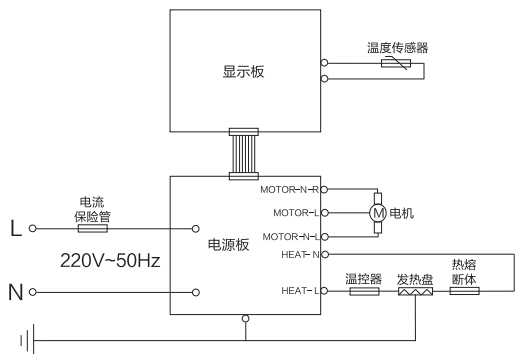 显示板
温度传感器
电流
保险管
L
220V~50Hz
N
电源板
MOTOR-N-R
MOTOR-L
MOTOR-N-L
HEAT- N
HEAT- L
M
电机
温控器
发热盘
热熔
断体